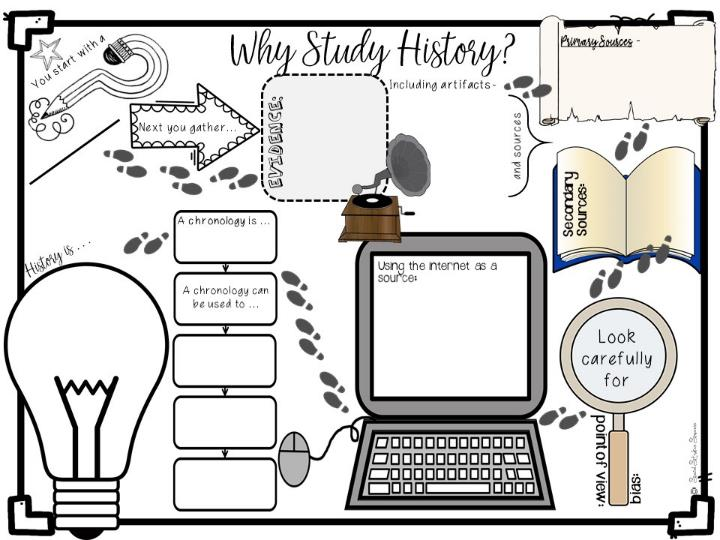 Why Study History?
You start with a
Next you gather...
EVIDENCE:
Including artifacts-
and sources
Primary Sources -
Secondary
Sources:
History is ...
A chronology is ...
A chronology can
be used to ...
Using the internet as a
source:
Look
carefully
for
point of view:
bias: